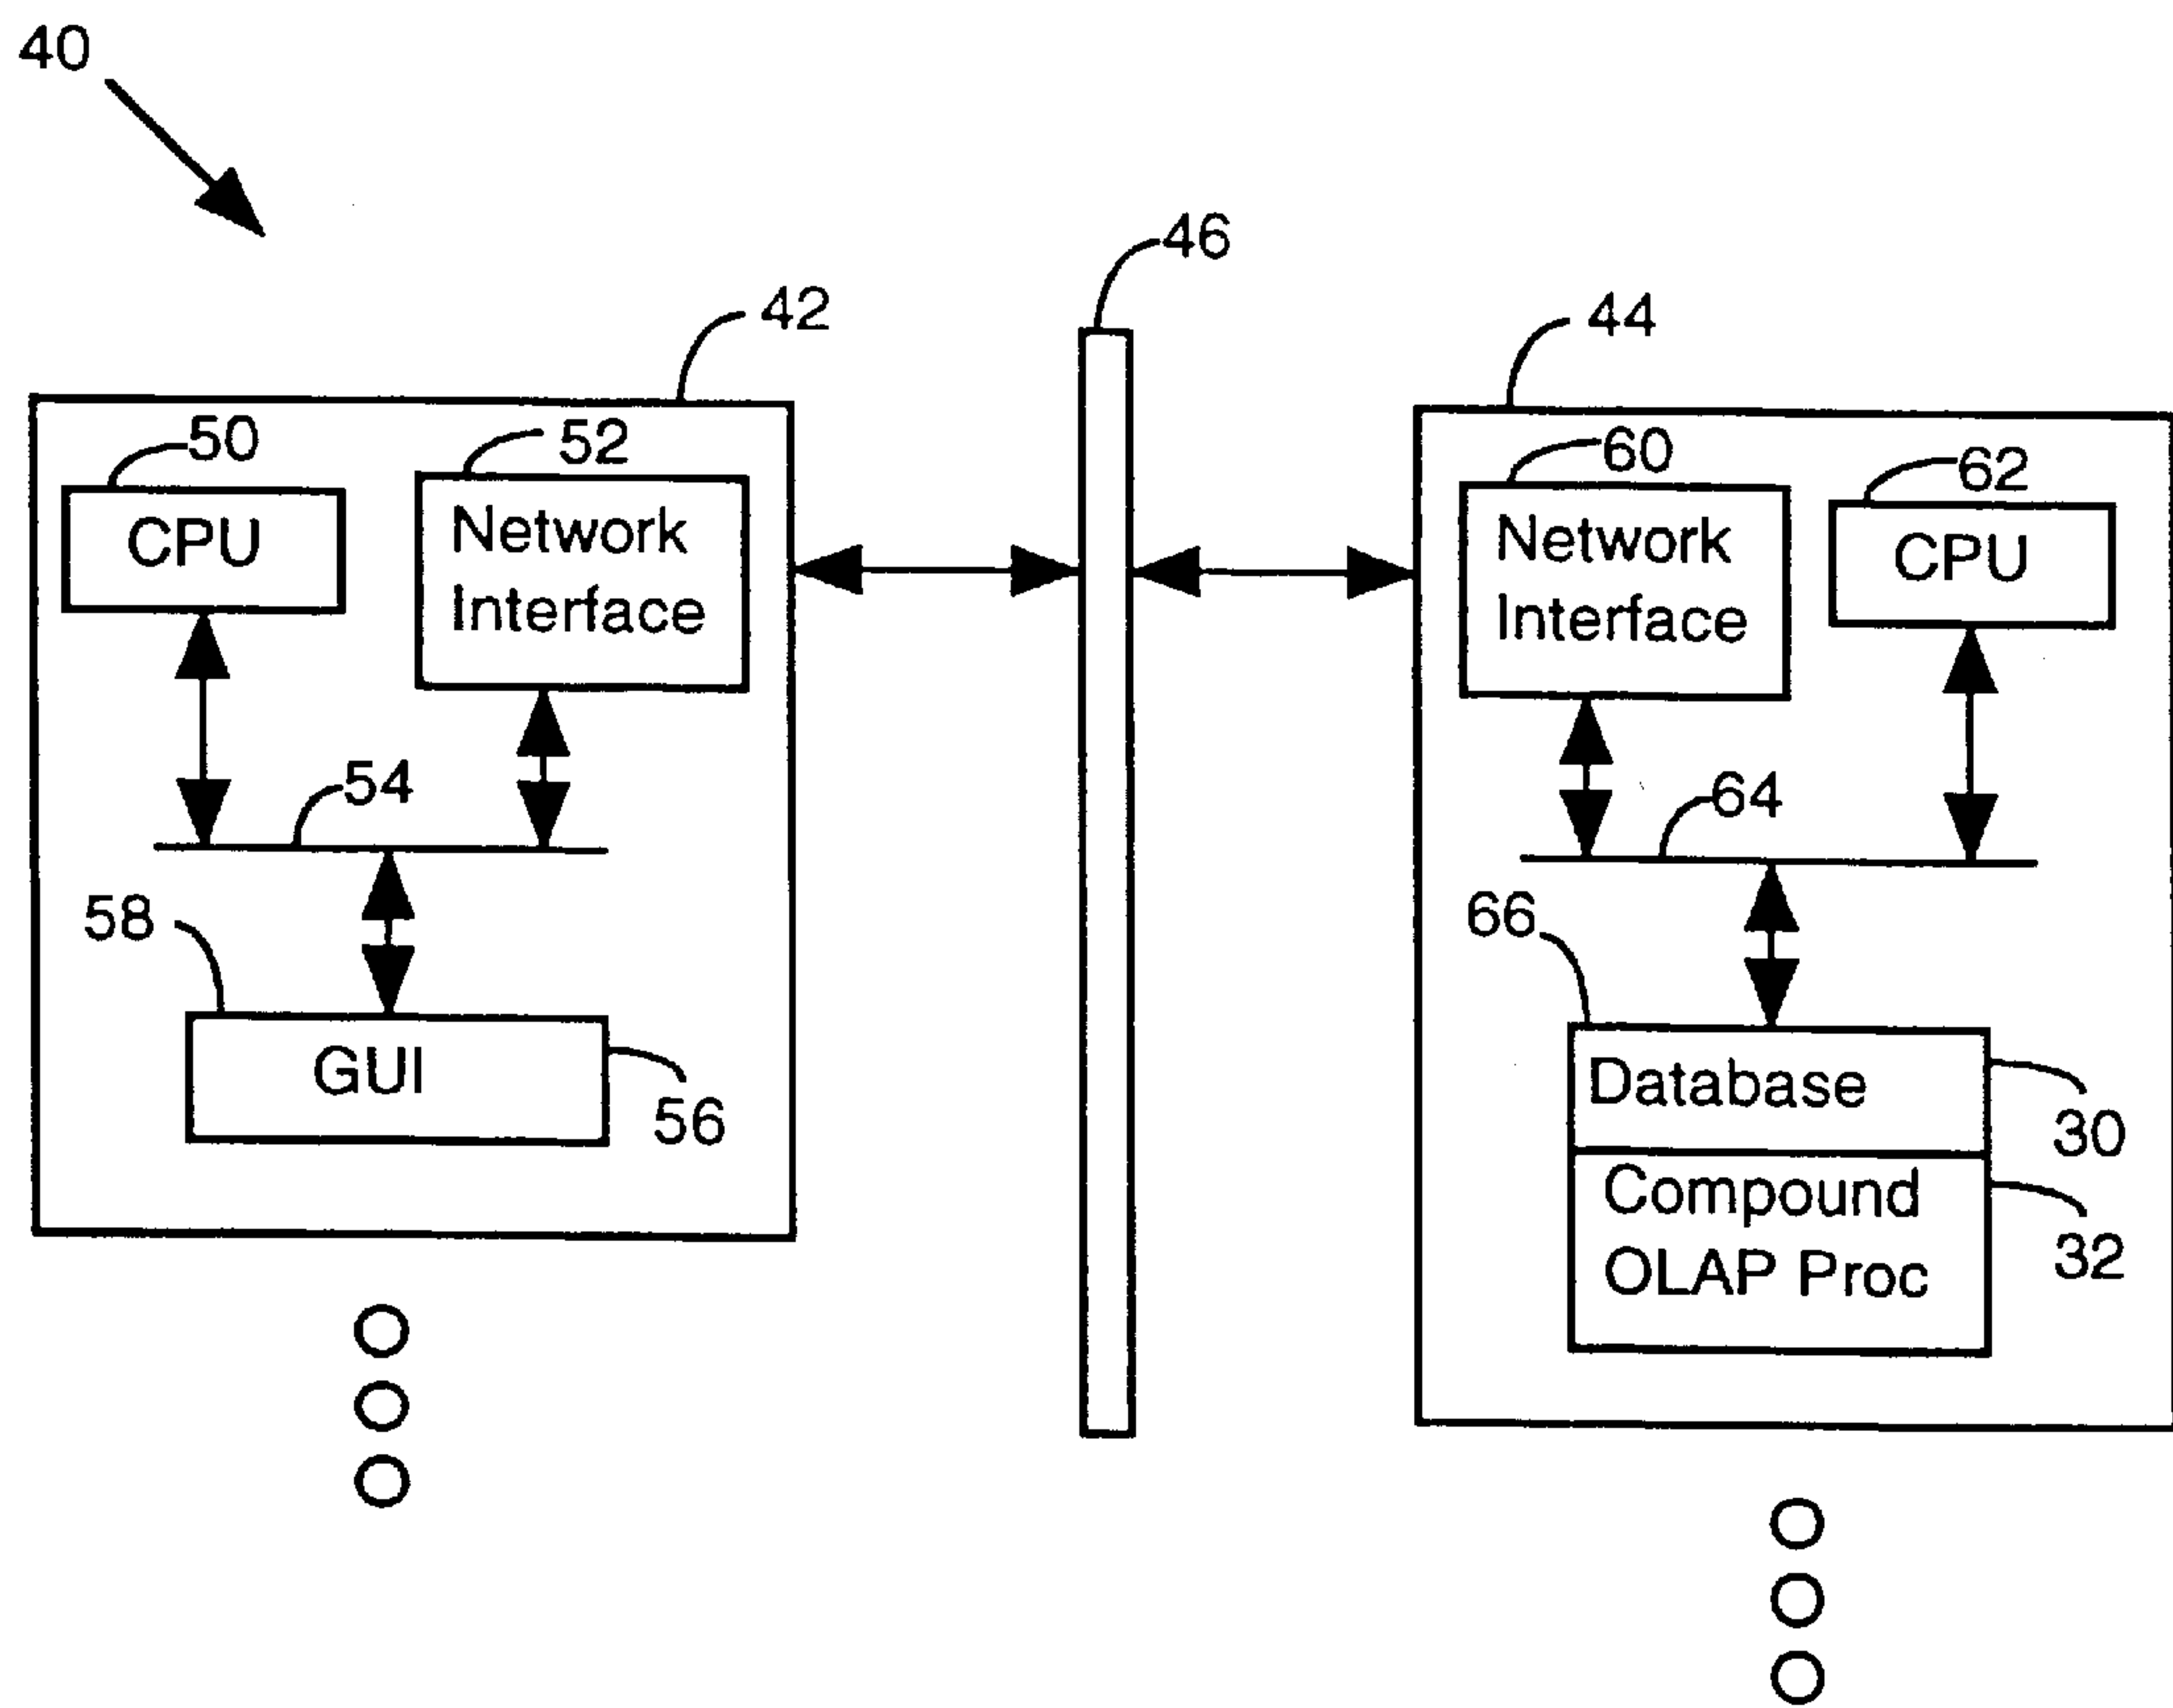 40
46
42
44
50
52
60
62
CPU
Network
Interface
Network
Interface
CPU
54
64
58
66
GUI
56
Database
30
Compound
OLAP Proc
32